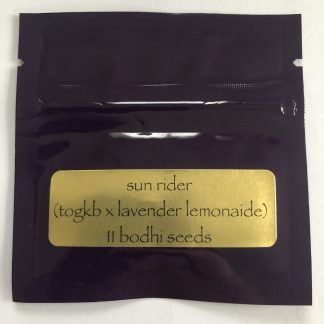 sun rider
(togkb x lavender lemonaide)
11 bodhi seeds